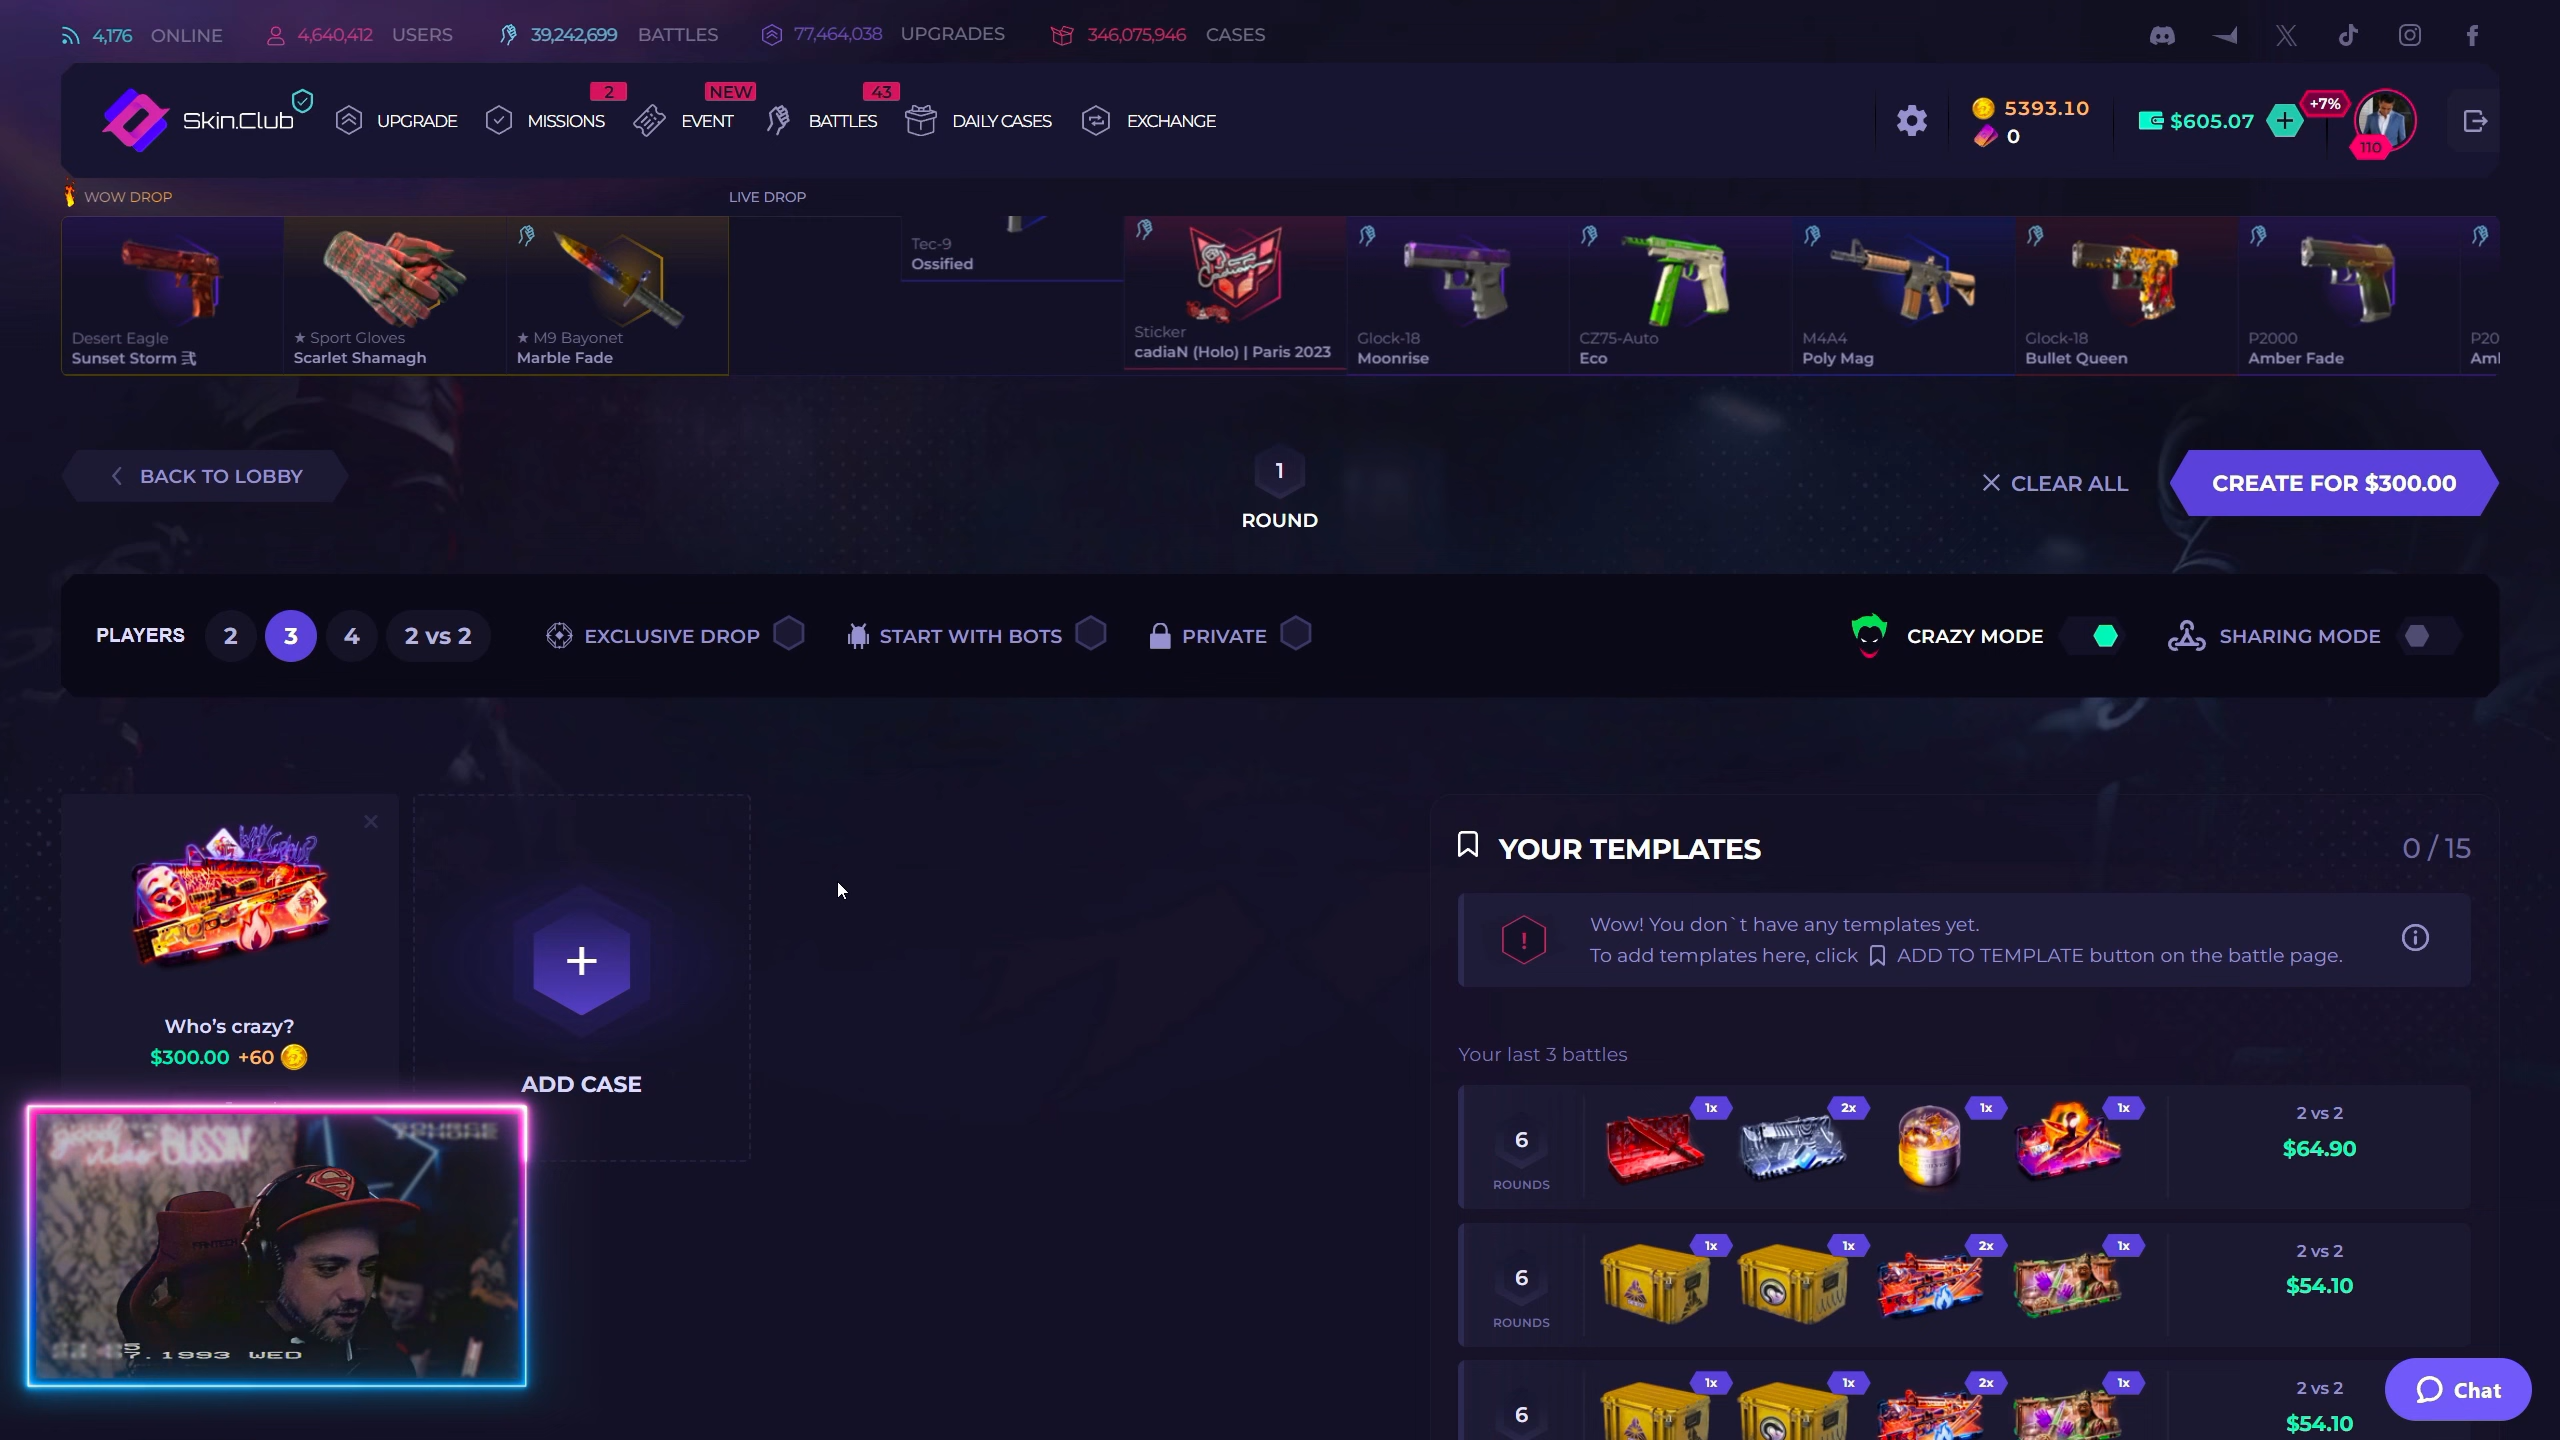 4,176 ONLINE 4,640,412 USERS 39,242,699 BATTLES 77,464,038 UPGRADES 346,075,946 CASES
Skin.Club UPGRADE 2 MISSIONS NEW EVENT 43 BATTLES DAILY CASES EXCHANGE
5393.10
0
$605.07
+7%
110
WOW DROP
LIVE DROP
Desert Eagle
Sunset Storm 弐
★ Sport Gloves
Scarlet Shamagh
★ M9 Bayonet
Marble Fade
Tec-9
Ossified
Sticker
cadiaN (Holo) | Paris 2023
Glock-18
Moonrise
CZ75-Auto
Eco
M4A4
Poly Mag
Glock-18
Bullet Queen
P2000
Amber Fade
P20
BACK TO LOBBY
1
ROUND
CLEAR ALL
CREATE FOR $300.00
PLAYERS 2 3 4 2 vs 2 EXCLUSIVE DROP START WITH BOTS PRIVATE CRAZY MODE SHARING MODE
Who's crazy?
$300.00 +60
+
ADD CASE
YOUR TEMPLATES 0 / 15
! Wow! You don`t have any templates yet.
To add templates here, click ADD TO TEMPLATE button on the battle page.
Your last 3 battles
6
ROUNDS
1x 2x 1x 1x
2 vs 2
$64.90
6
ROUNDS
1x 1x 2x 1x
2 vs 2
$54.10
6
1x 1x 2x 1x
2 vs 2
$54.10
good
BUSSIN
FANTECH
7.1993 WED
Chat